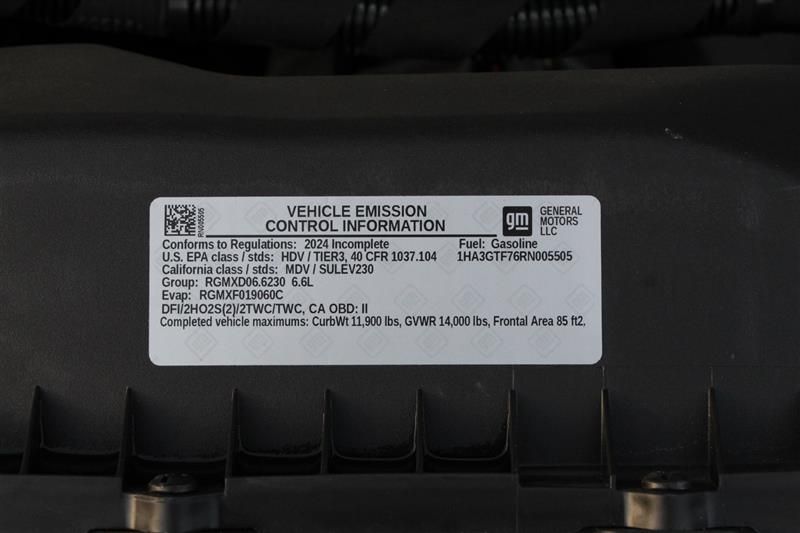 RN005505
VEHICLE EMISSION
CONTROL INFORMATION
gm
GENERAL
MOTORS
LLC
Conforms to Regulations: 2024 Incomplete Fuel: Gasoline
U.S. EPA class / stds: HDV / TIER3, 40 CFR 1037.104 1HA3GTF76RN005505
California class / stds: MDV / SULEV230
Group: RGMXD06.6230 6.6L
Evap: RGMXF019060C
DFI/2HO2S(2)/2TWC/TWC, CA OBD: II
Completed vehicle maximums: CurbWt 11,900 lbs, GVWR 14,000 lbs, Frontal Area 85 ft2,